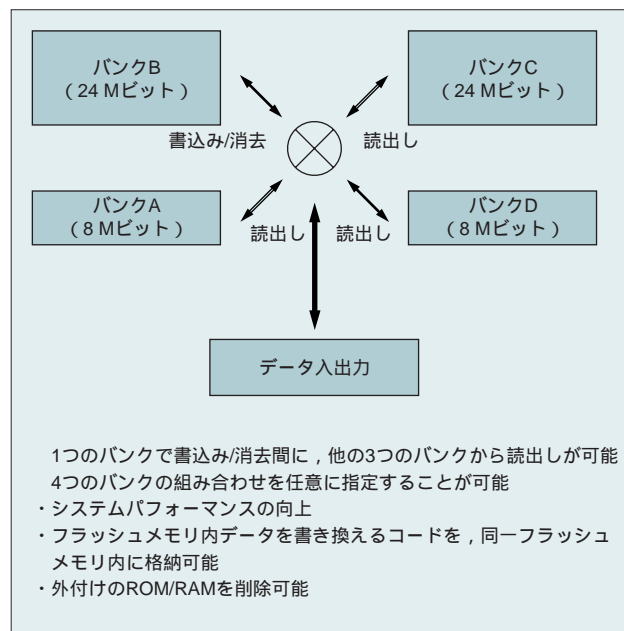 バンクB
（24 Mビット）
バンクC
（24 Mビット）
書込み/消去
読出し
バンクA
（8 Mビット）
読出し
読出し
バンクD
（8 Mビット）
データ入出力
1つのバンクで書込み/消去間に，他の3つのバンクから読出しが可能
4つのバンクの組み合わせを任意に指定することが可能
・システムパフォーマンスの向上
・フラッシュメモリ内データを書き換えるコードを，同一フラッシュ
メモリ内に格納可能
・外付けのROM/RAMを削除可能